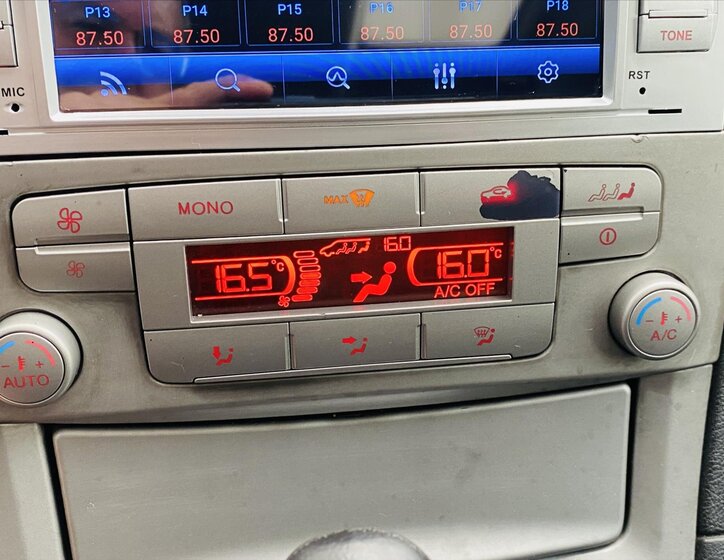 P13 P14 P15 P16 P17 P18
87.50 87.50 87.50 87.50 87.50 87.50
TONE
MIC
RST
MONO
MAX
16.0
16.5°C
16.0°C
A/C OFF
- +
AUTO
- +
A/C